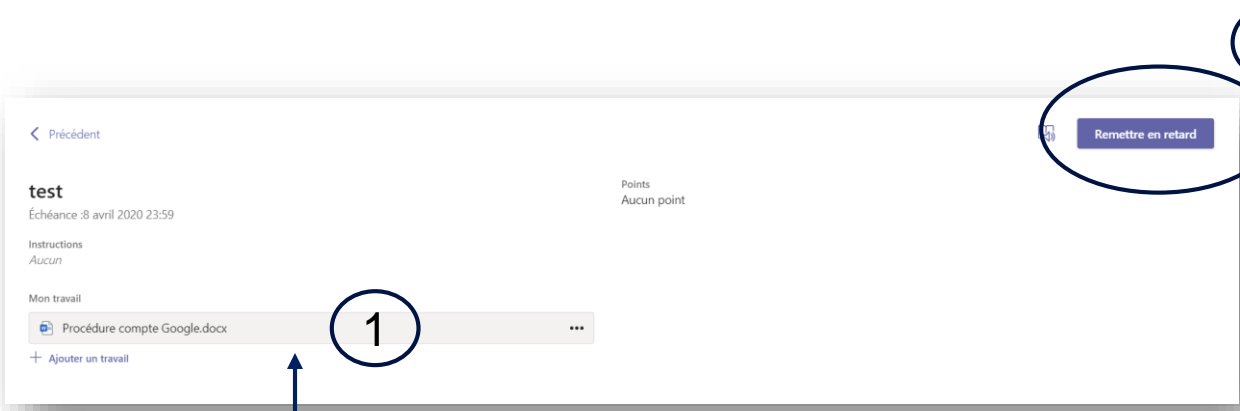 Précédent
Remettre en retard
test
Échéance :8 avril 2020 23:59
Points
Aucun point
Instructions
Aucun
Mon travail
Procédure compte Google.docx
1
+ Ajouter un travail